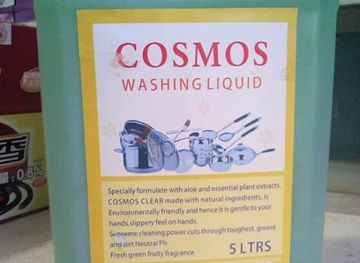 COSMOS
WASHING LIQUID
Specially formulate with aloe and essential plant extracts.
COSMOS CLEAR made with natural ingredients, is
Environmentally friendly and hence it is gentle to your
hands,slippery feel on hands.
Supreme cleaning power cuts through toughest, grease
and dirt Neutral Ph
Fresh green fruity fragrance
5 LTRS
0.8%